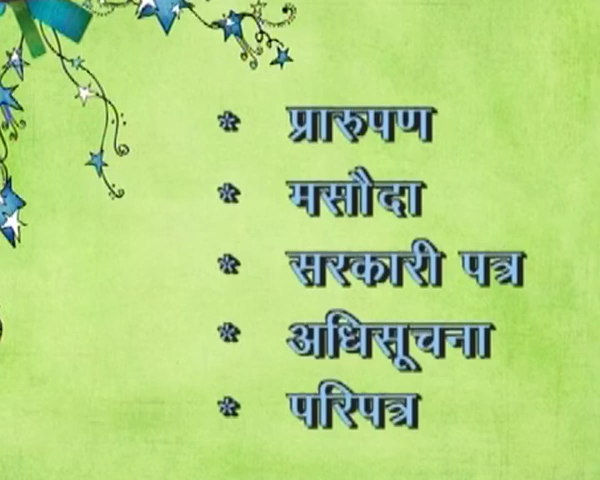 * प्रारुपण
* मसौदा
* सरकारी पत्र
* अधिसूचना
* परिपत्र